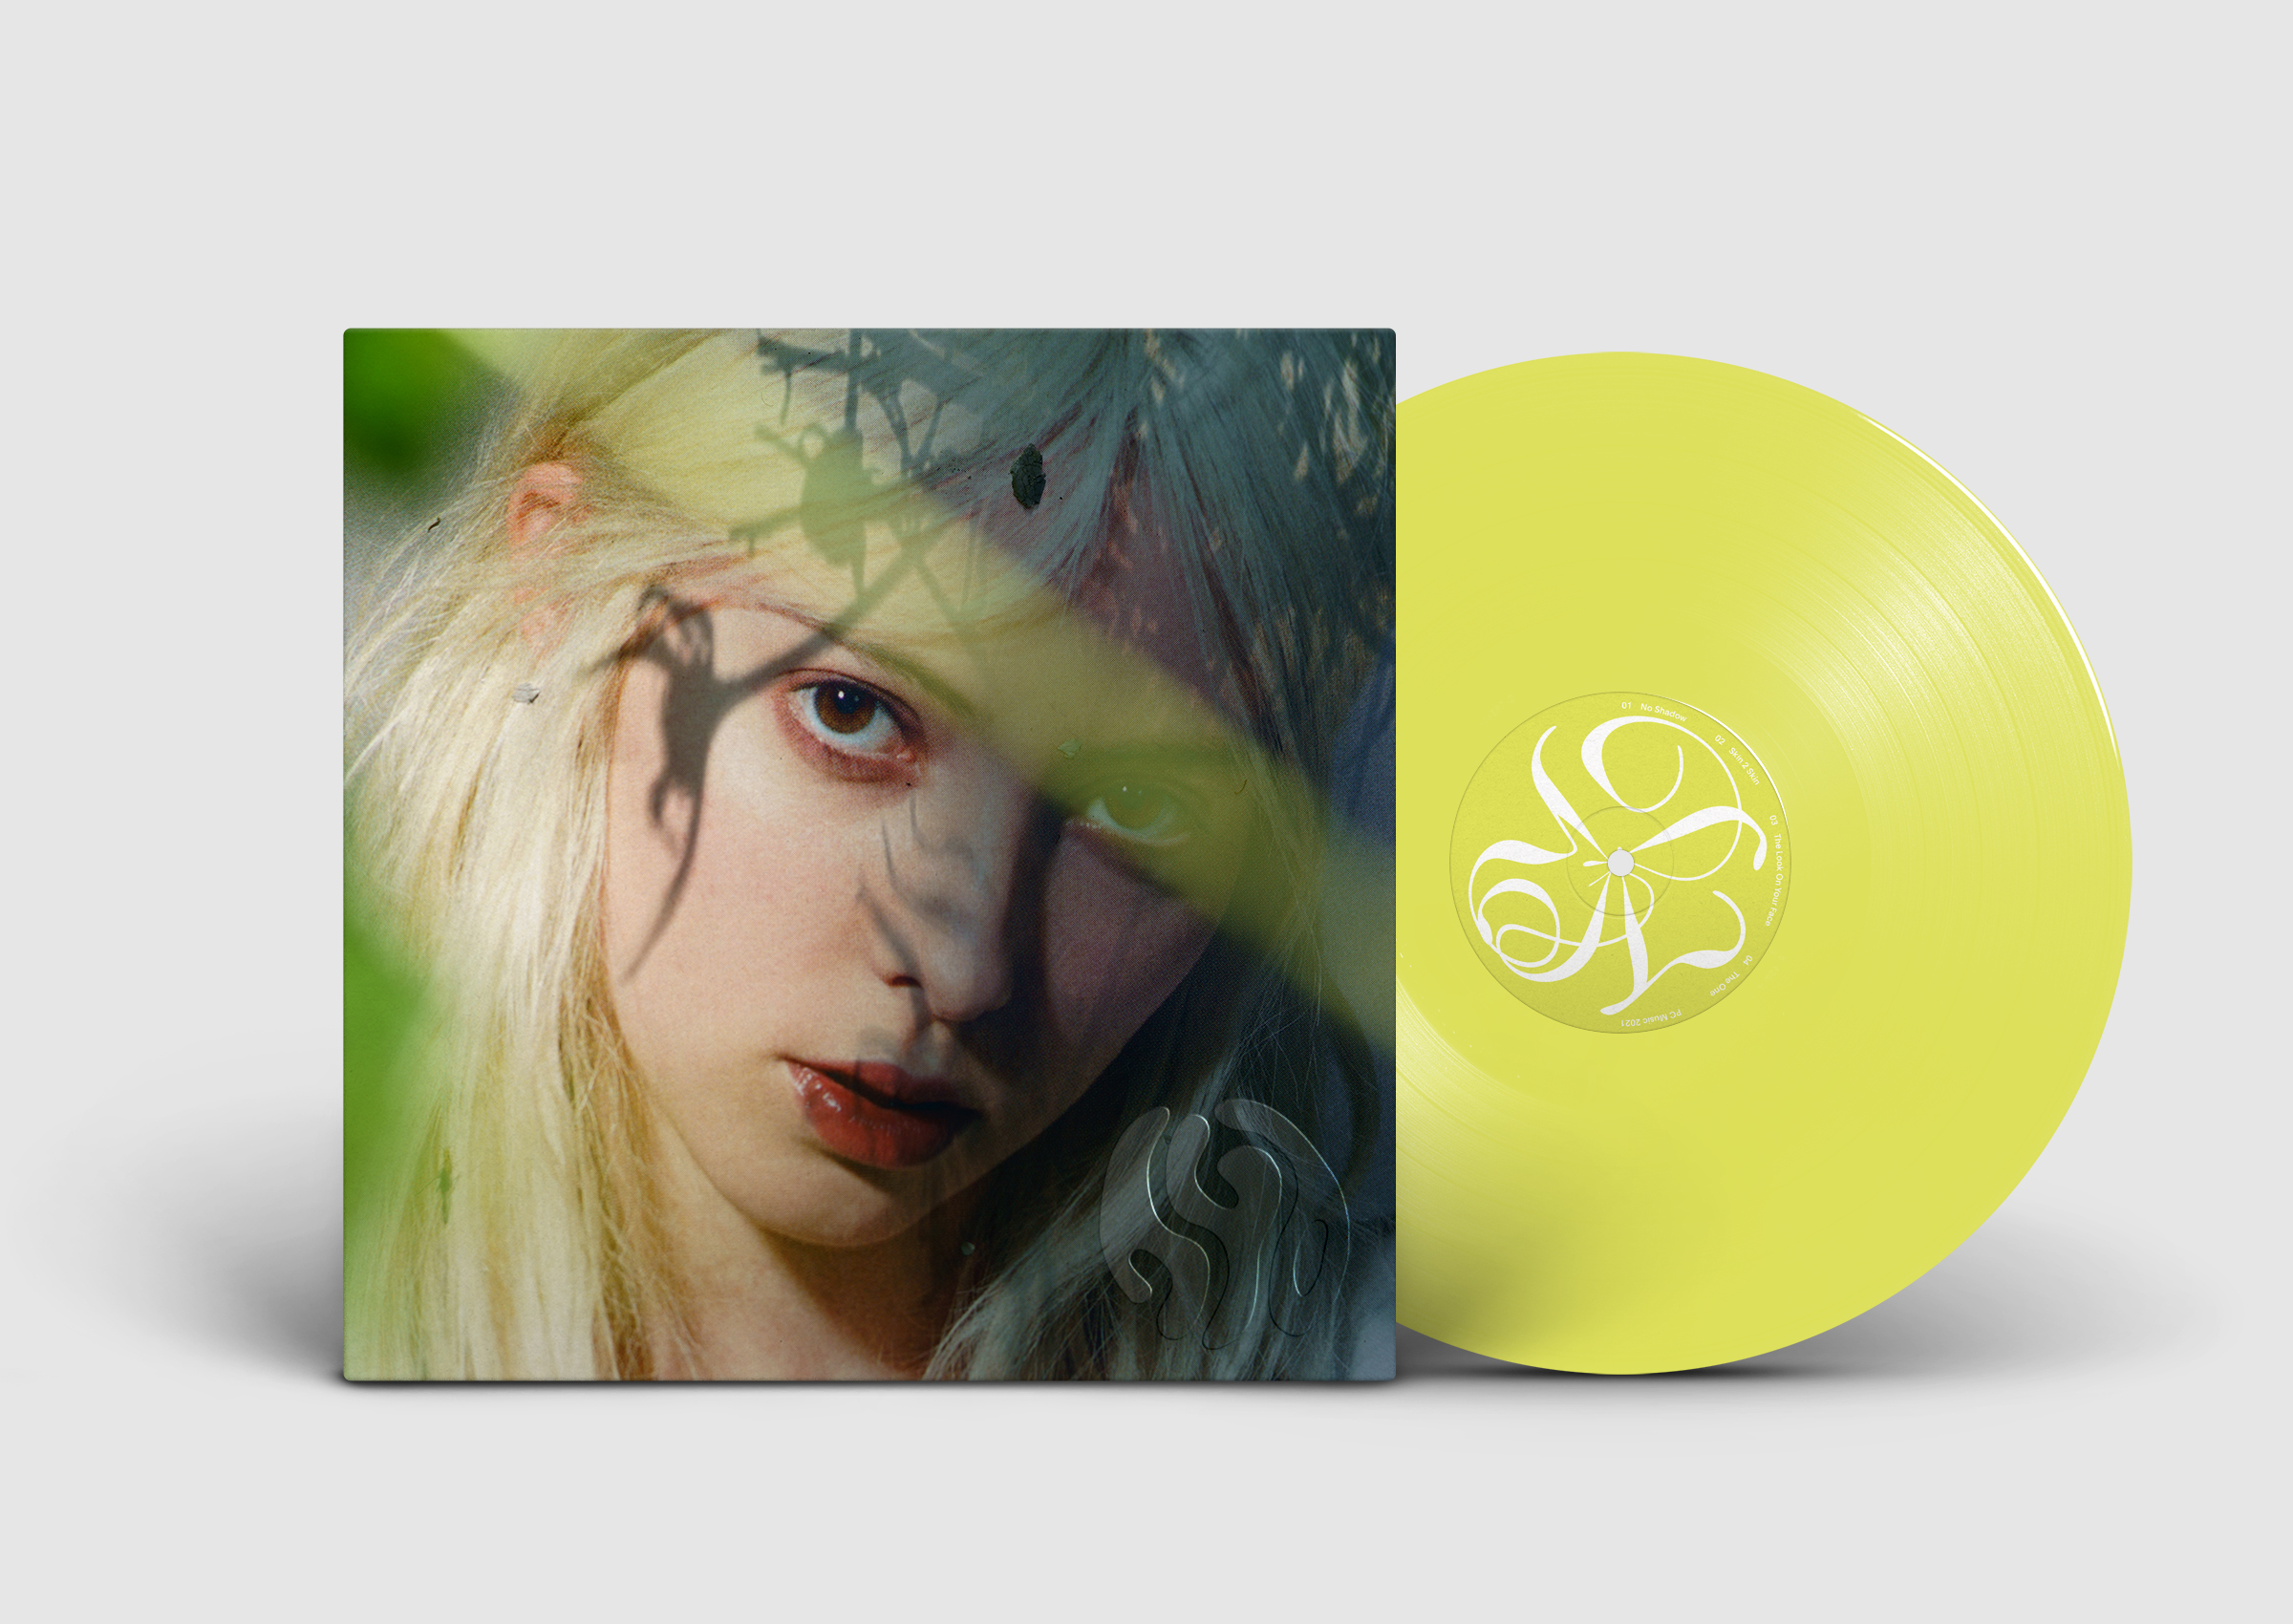 01 No Shadow
02 Skin 2 Skin
03 The Look On Your Face
04 The One
PC Music 2021